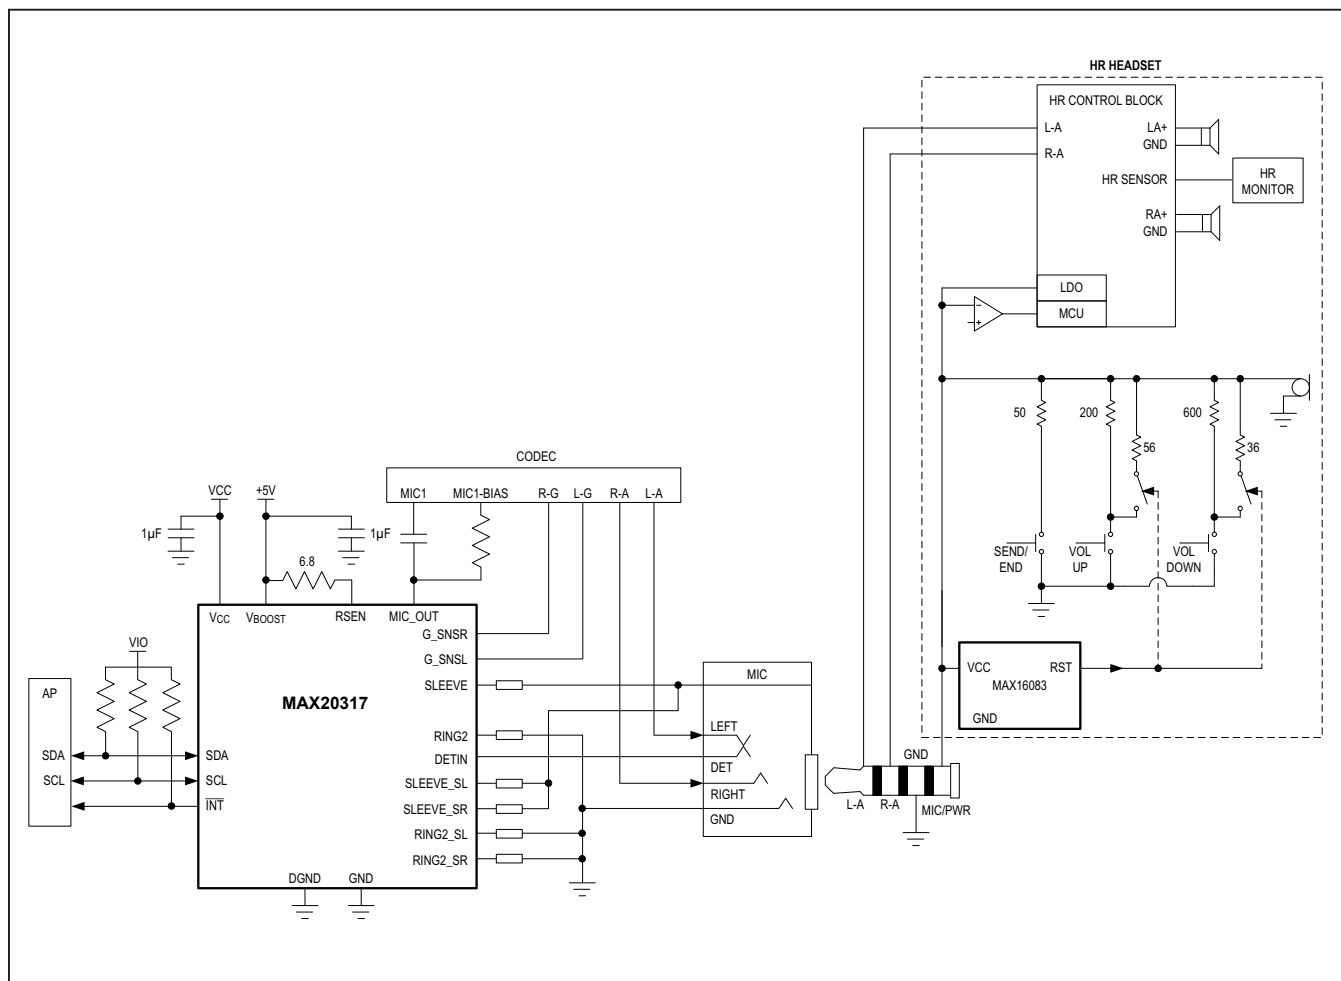 HR HEADSET
HR CONTROL BLOCK
L-A
LA+
GND
R-A
HR SENSOR
HR
MONITOR
RA+
GND
LDO
MCU
50
200
600
56
36
SEND/
END
VOL
UP
VOL
DOWN
VCC
RST
MAX16083
GND
CODEC
MIC1
MIC1-BIAS
R-G
L-G
R-A
L-A
VCC
+5V
1µF
1µF
6.8
VCC
VBOOST
RSEN
MIC_OUT
G_SNSR
G_SNSL
SLEEVE
MAX20317
RING2
DETIN
SLEEVE_SL
SLEEVE_SR
RING2_SL
RING2_SR
SDA
SCL
INT
DGND
GND
VIO
AP
SDA
SCL
MIC
LEFT
DET
RIGHT
GND
GND
L-A
R-A
MIC/PWR